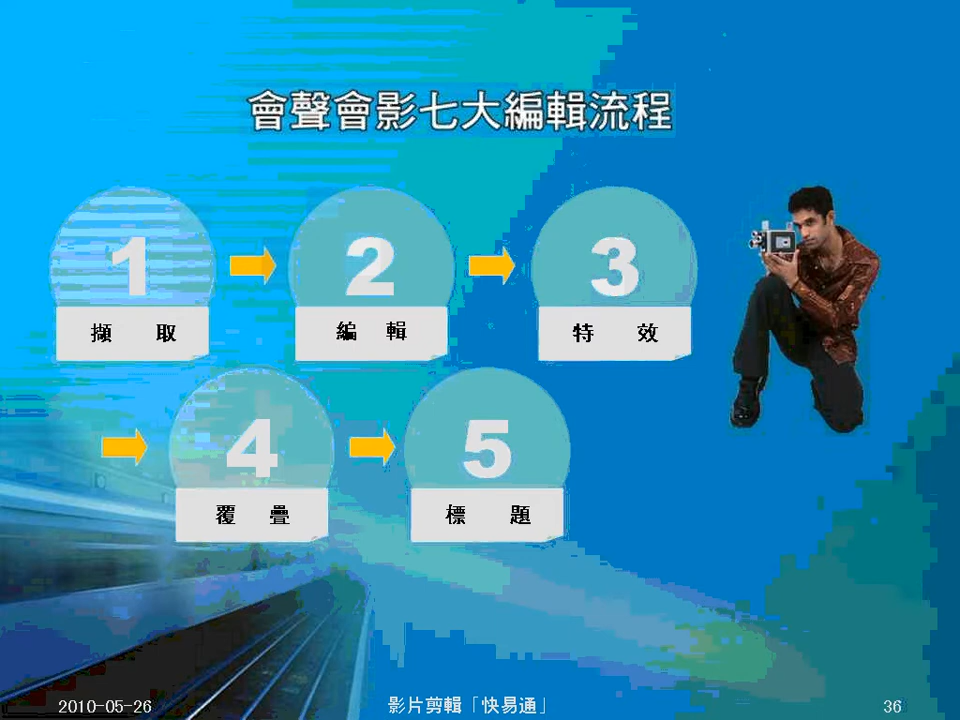 會聲會影七大編輯流程
1
2
3
擷 取
編 輯
特 效
4
5
覆 疊
標 題
2010-05-26
影片剪輯「快易通」
36